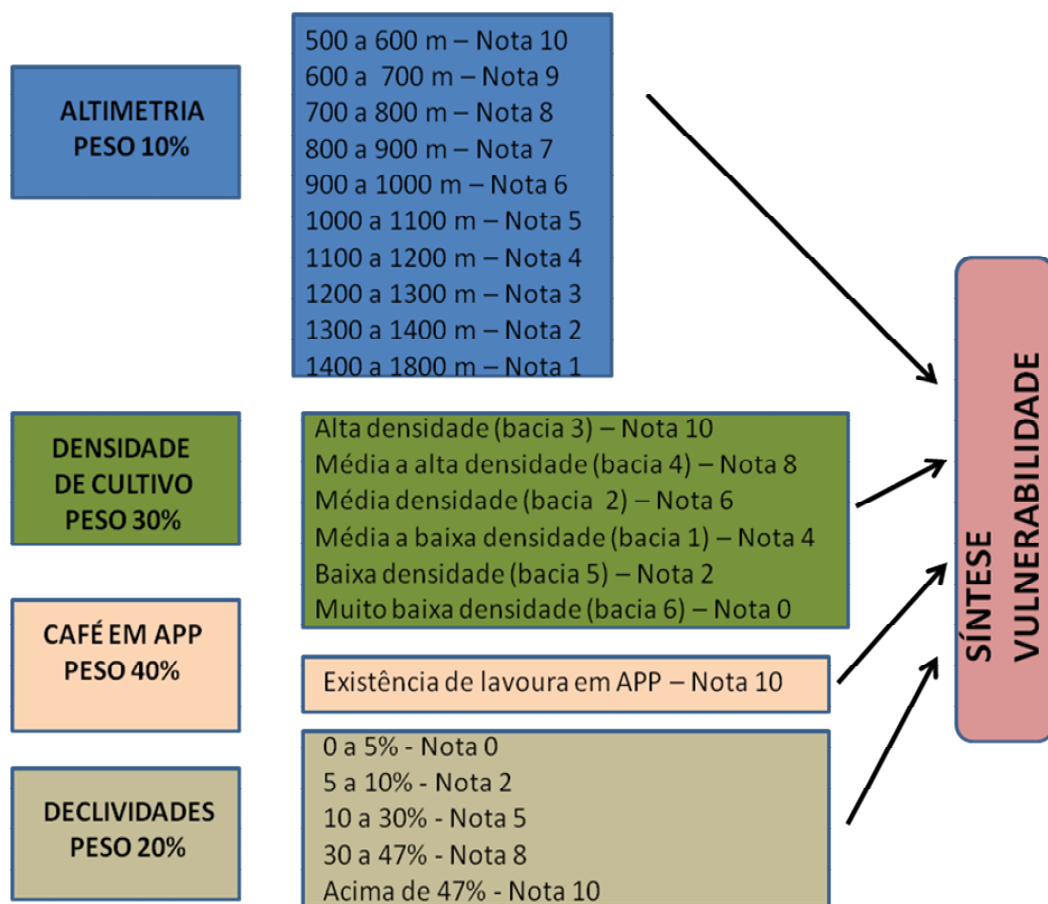 ALTIMETRIA
PESO 10%
500 a 600 m – Nota 10
600 a 700 m – Nota 9
700 a 800 m – Nota 8
800 a 900 m – Nota 7
900 a 1000 m – Nota 6
1000 a 1100 m – Nota 5
1100 a 1200 m – Nota 4
1200 a 1300 m – Nota 3
1300 a 1400 m – Nota 2
1400 a 1800 m – Nota 1
DENSIDADE
DE CULTIVO
PESO 30%
Alta densidade (bacia 3) – Nota 10
Média a alta densidade (bacia 4) – Nota 8
Média densidade (bacia 2) – Nota 6
Média a baixa densidade (bacia 1) – Nota 4
Baixa densidade (bacia 5) – Nota 2
Muito baixa densidade (bacia 6) – Nota 0
CAFÉ EM APP
PESO 40%
Existência de lavoura em APP – Nota 10
DECLIVIDADES
PESO 20%
0 a 5% - Nota 0
5 a 10% - Nota 2
10 a 30% - Nota 5
30 a 47% - Nota 8
Acima de 47% - Nota 10
SÍNTESE
VULNERABILIDADE